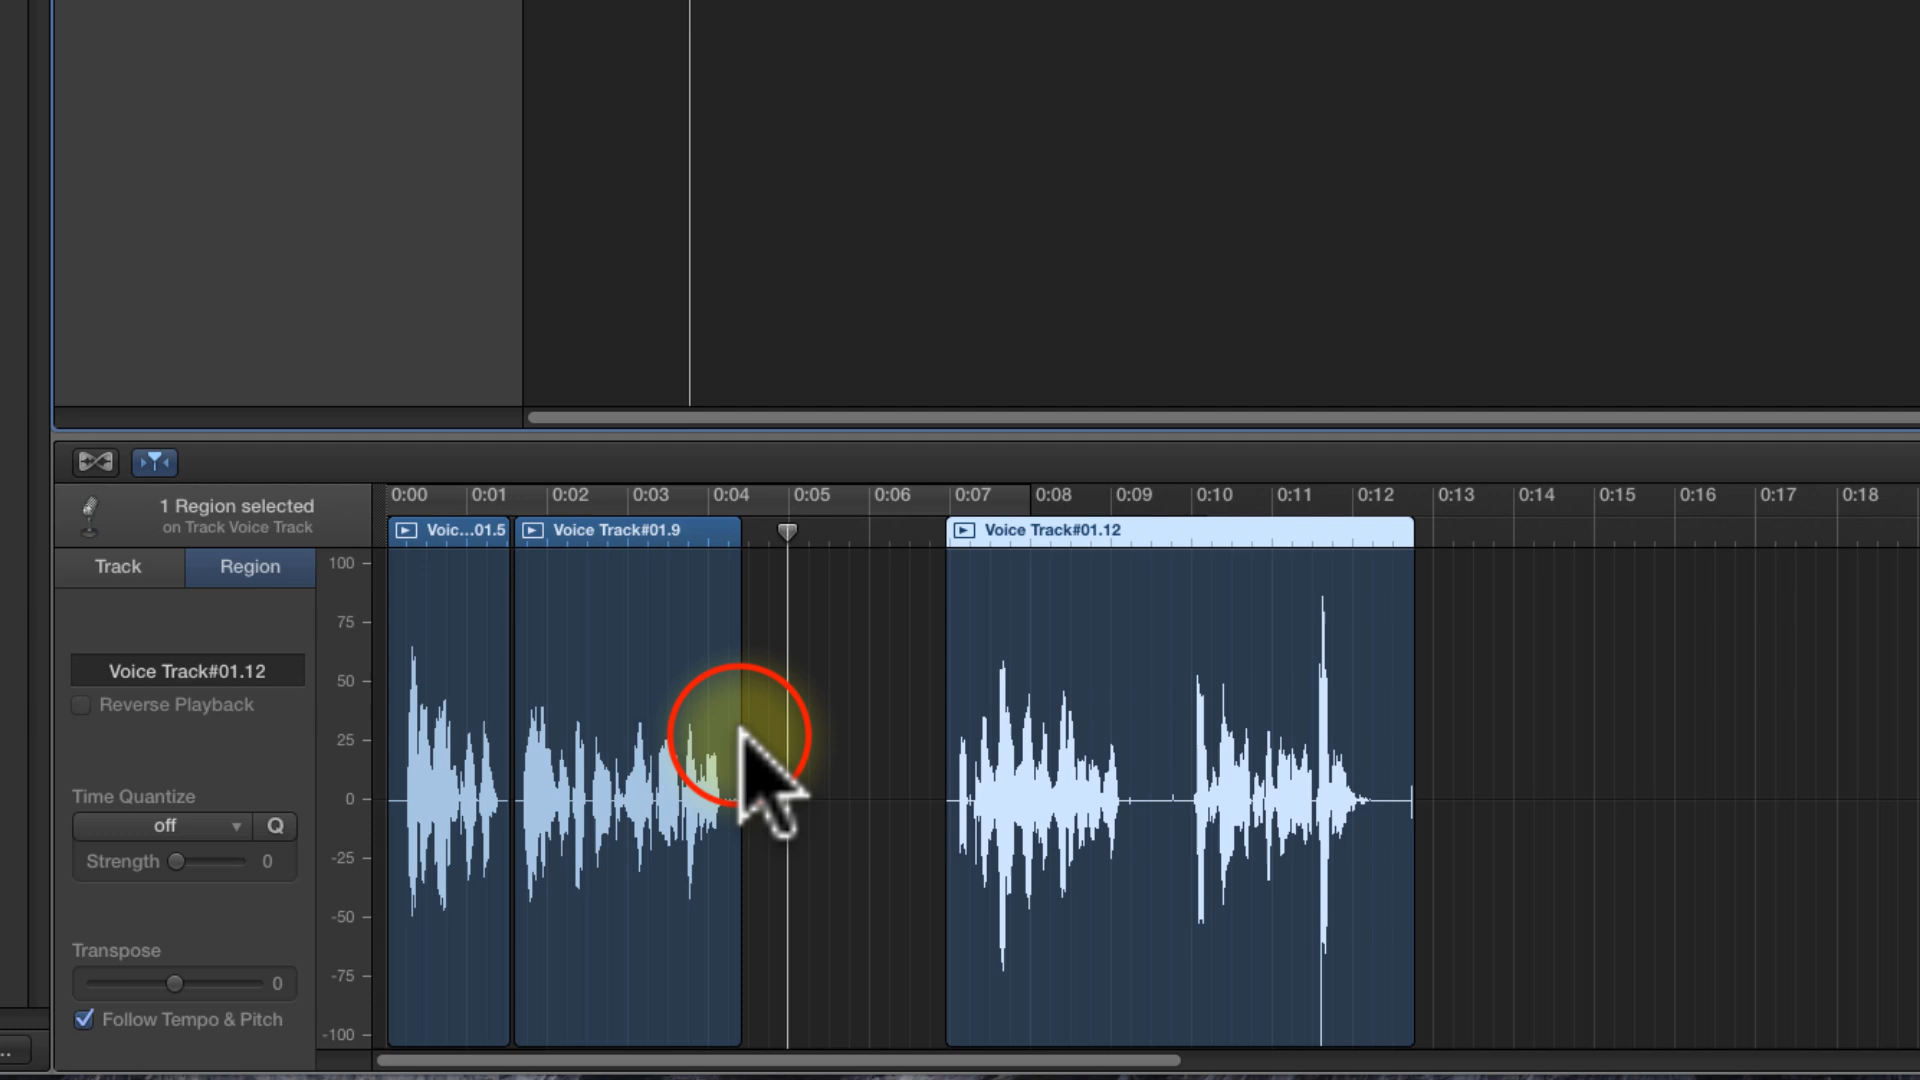 0:00 0:01 0:02 0:03 0:04 0:05 0:06 0:07 0:08 0:09 0:10 0:11 0:12 0:13 0:14 0:15 0:16 0:17 0:18
1 Region selected
on Track Voice Track
Voic...01.5 Voice Track#01.9 Voice Track#01.12
Track Region
100
75
50
25
0
-25
-50
-75
-100
Voice Track#01.12
Reverse Playback
Time Quantize
off Q
Strength 0
Transpose
0
Follow Tempo & Pitch
..